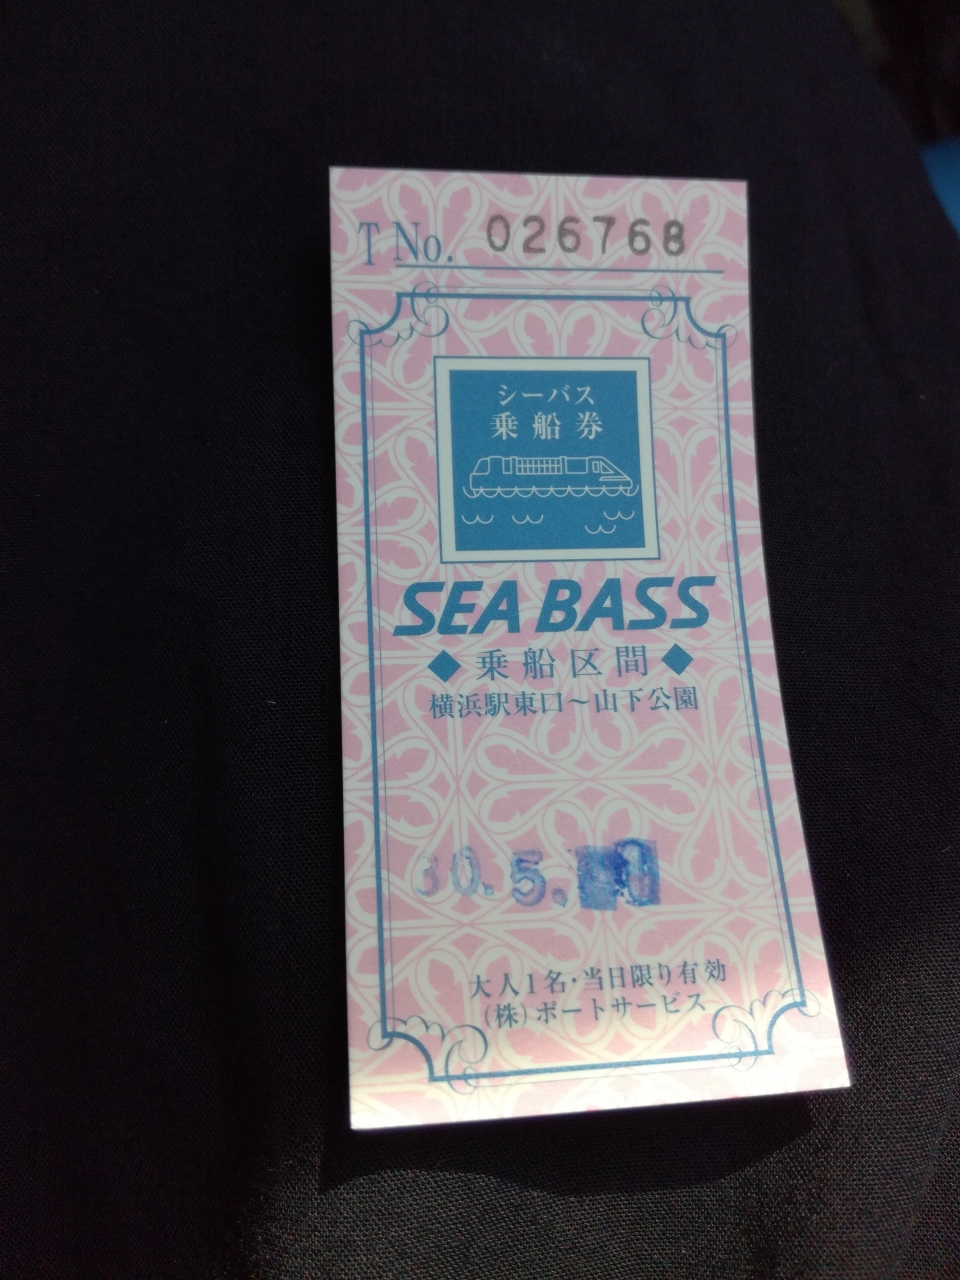 T No. 026768
シーバス
乗船券
SEA BASS
◆乗船区間◆
横浜駅東口〜山下公園
30.5.
大人1名・当日限り有効
(株)ポートサービス